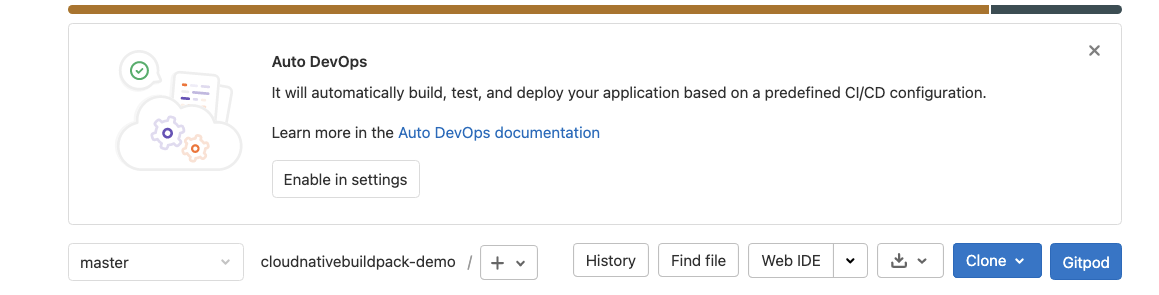 Auto DevOps
It will automatically build, test, and deploy your application based on a predefined CI/CD configuration.
Learn more in the Auto DevOps documentation
Enable in settings
master cloudnativebuildpack-demo / + History Find file Web IDE Clone Gitpod